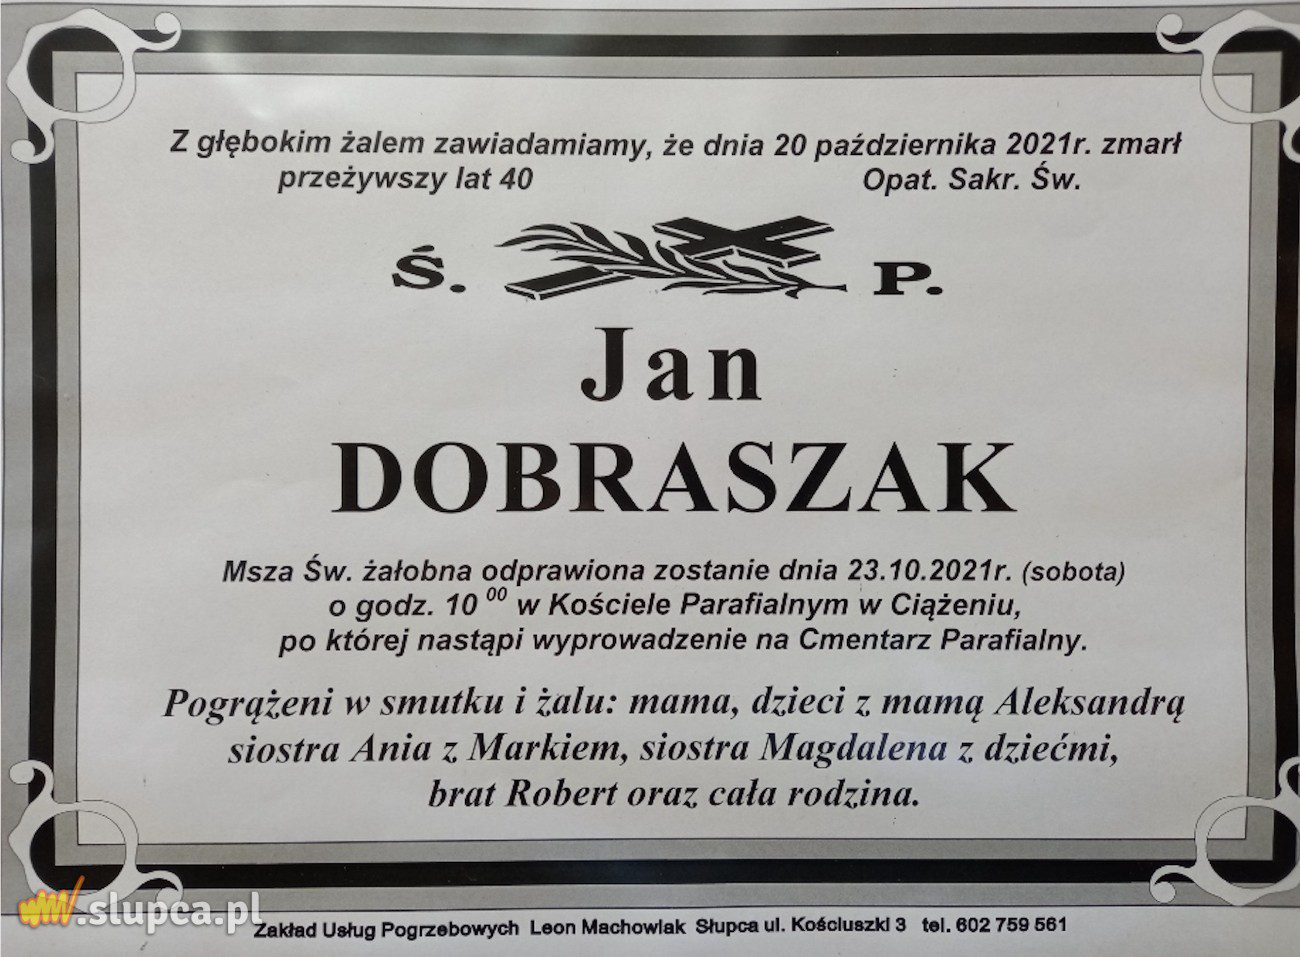 Z głębokim żalem zawiadamiamy, że dnia 20 października 2021r. zmarł
przeżywszy lat 40 Opat. Sakr. Św.
Ś. P.
Jan
DOBRASZAK
Msza Św. żałobna odprawiona zostanie dnia 23.10.2021r. (sobota)
o godz. 10 00 w Kościele Parafialnym w Ciążeniu,
po której nastąpi wyprowadzenie na Cmentarz Parafialny.
Pogrążeni w smutku i żalu: mama, dzieci z mamą Aleksandrą
siostra Ania z Markiem, siostra Magdalena z dziećmi,
brat Robert oraz cała rodzina.
.slupca.pl
Zakład Usług Pogrzebowych Leon Machowiak Słupca ul. Kościuszki 3 tel. 602 759 561